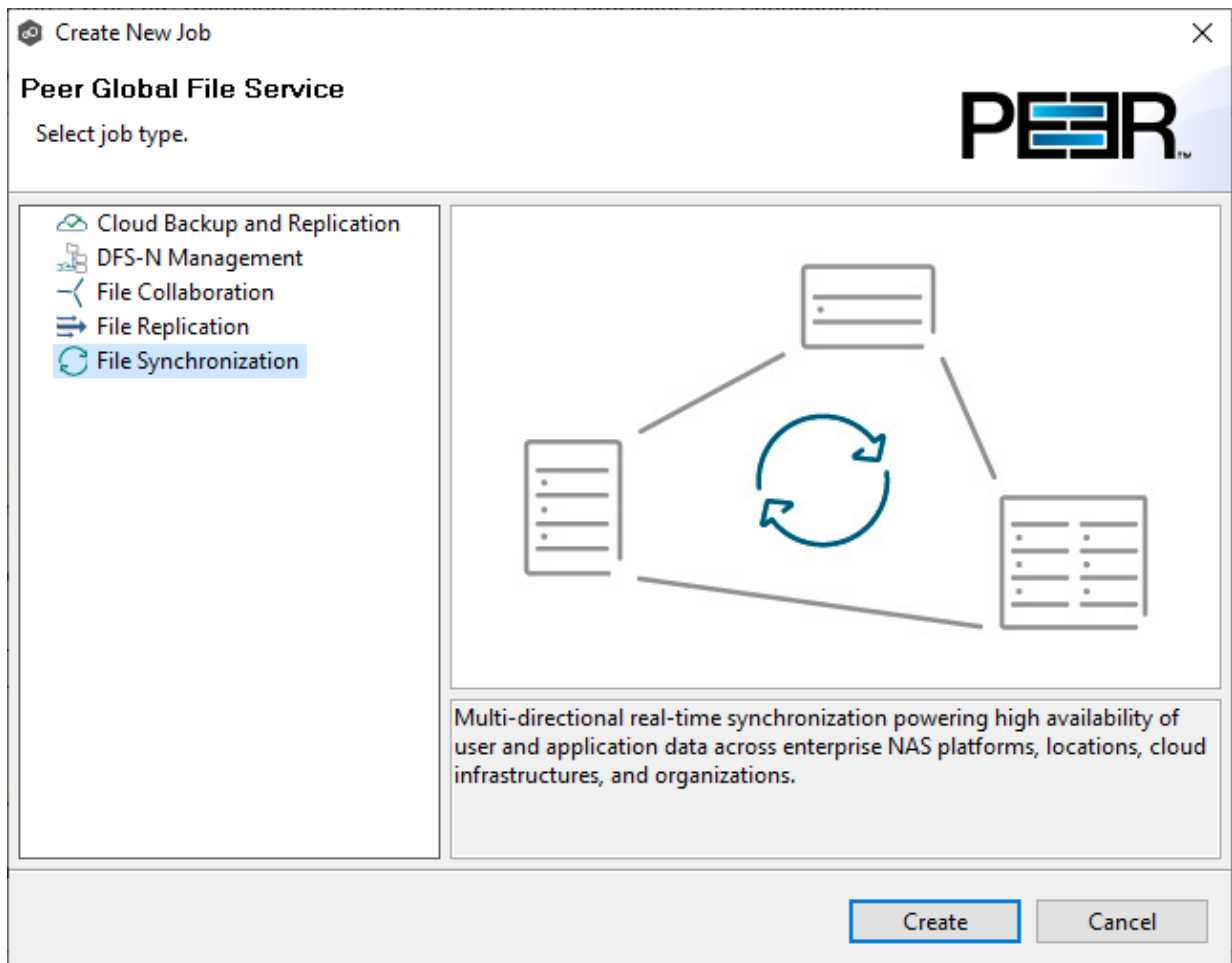 Create New Job
Peer Global File Service
Select job type.
PEER™
Cloud Backup and Replication
DFS-N Management
File Collaboration
File Replication
File Synchronization
Multi-directional real-time synchronization powering high availability of
user and application data across enterprise NAS platforms, locations, cloud
infrastructures, and organizations.
Create
Cancel